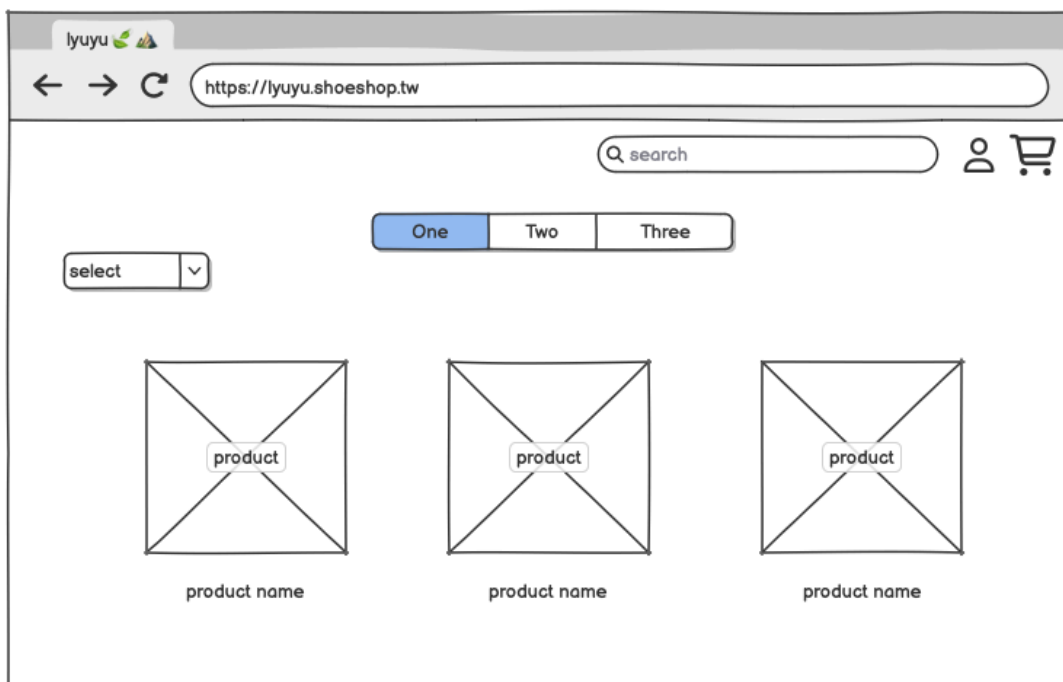 lyuyu🍃⛰️
https://lyuyu.shoeshop.tw
search
One Two Three
select
product product product
product name product name product name